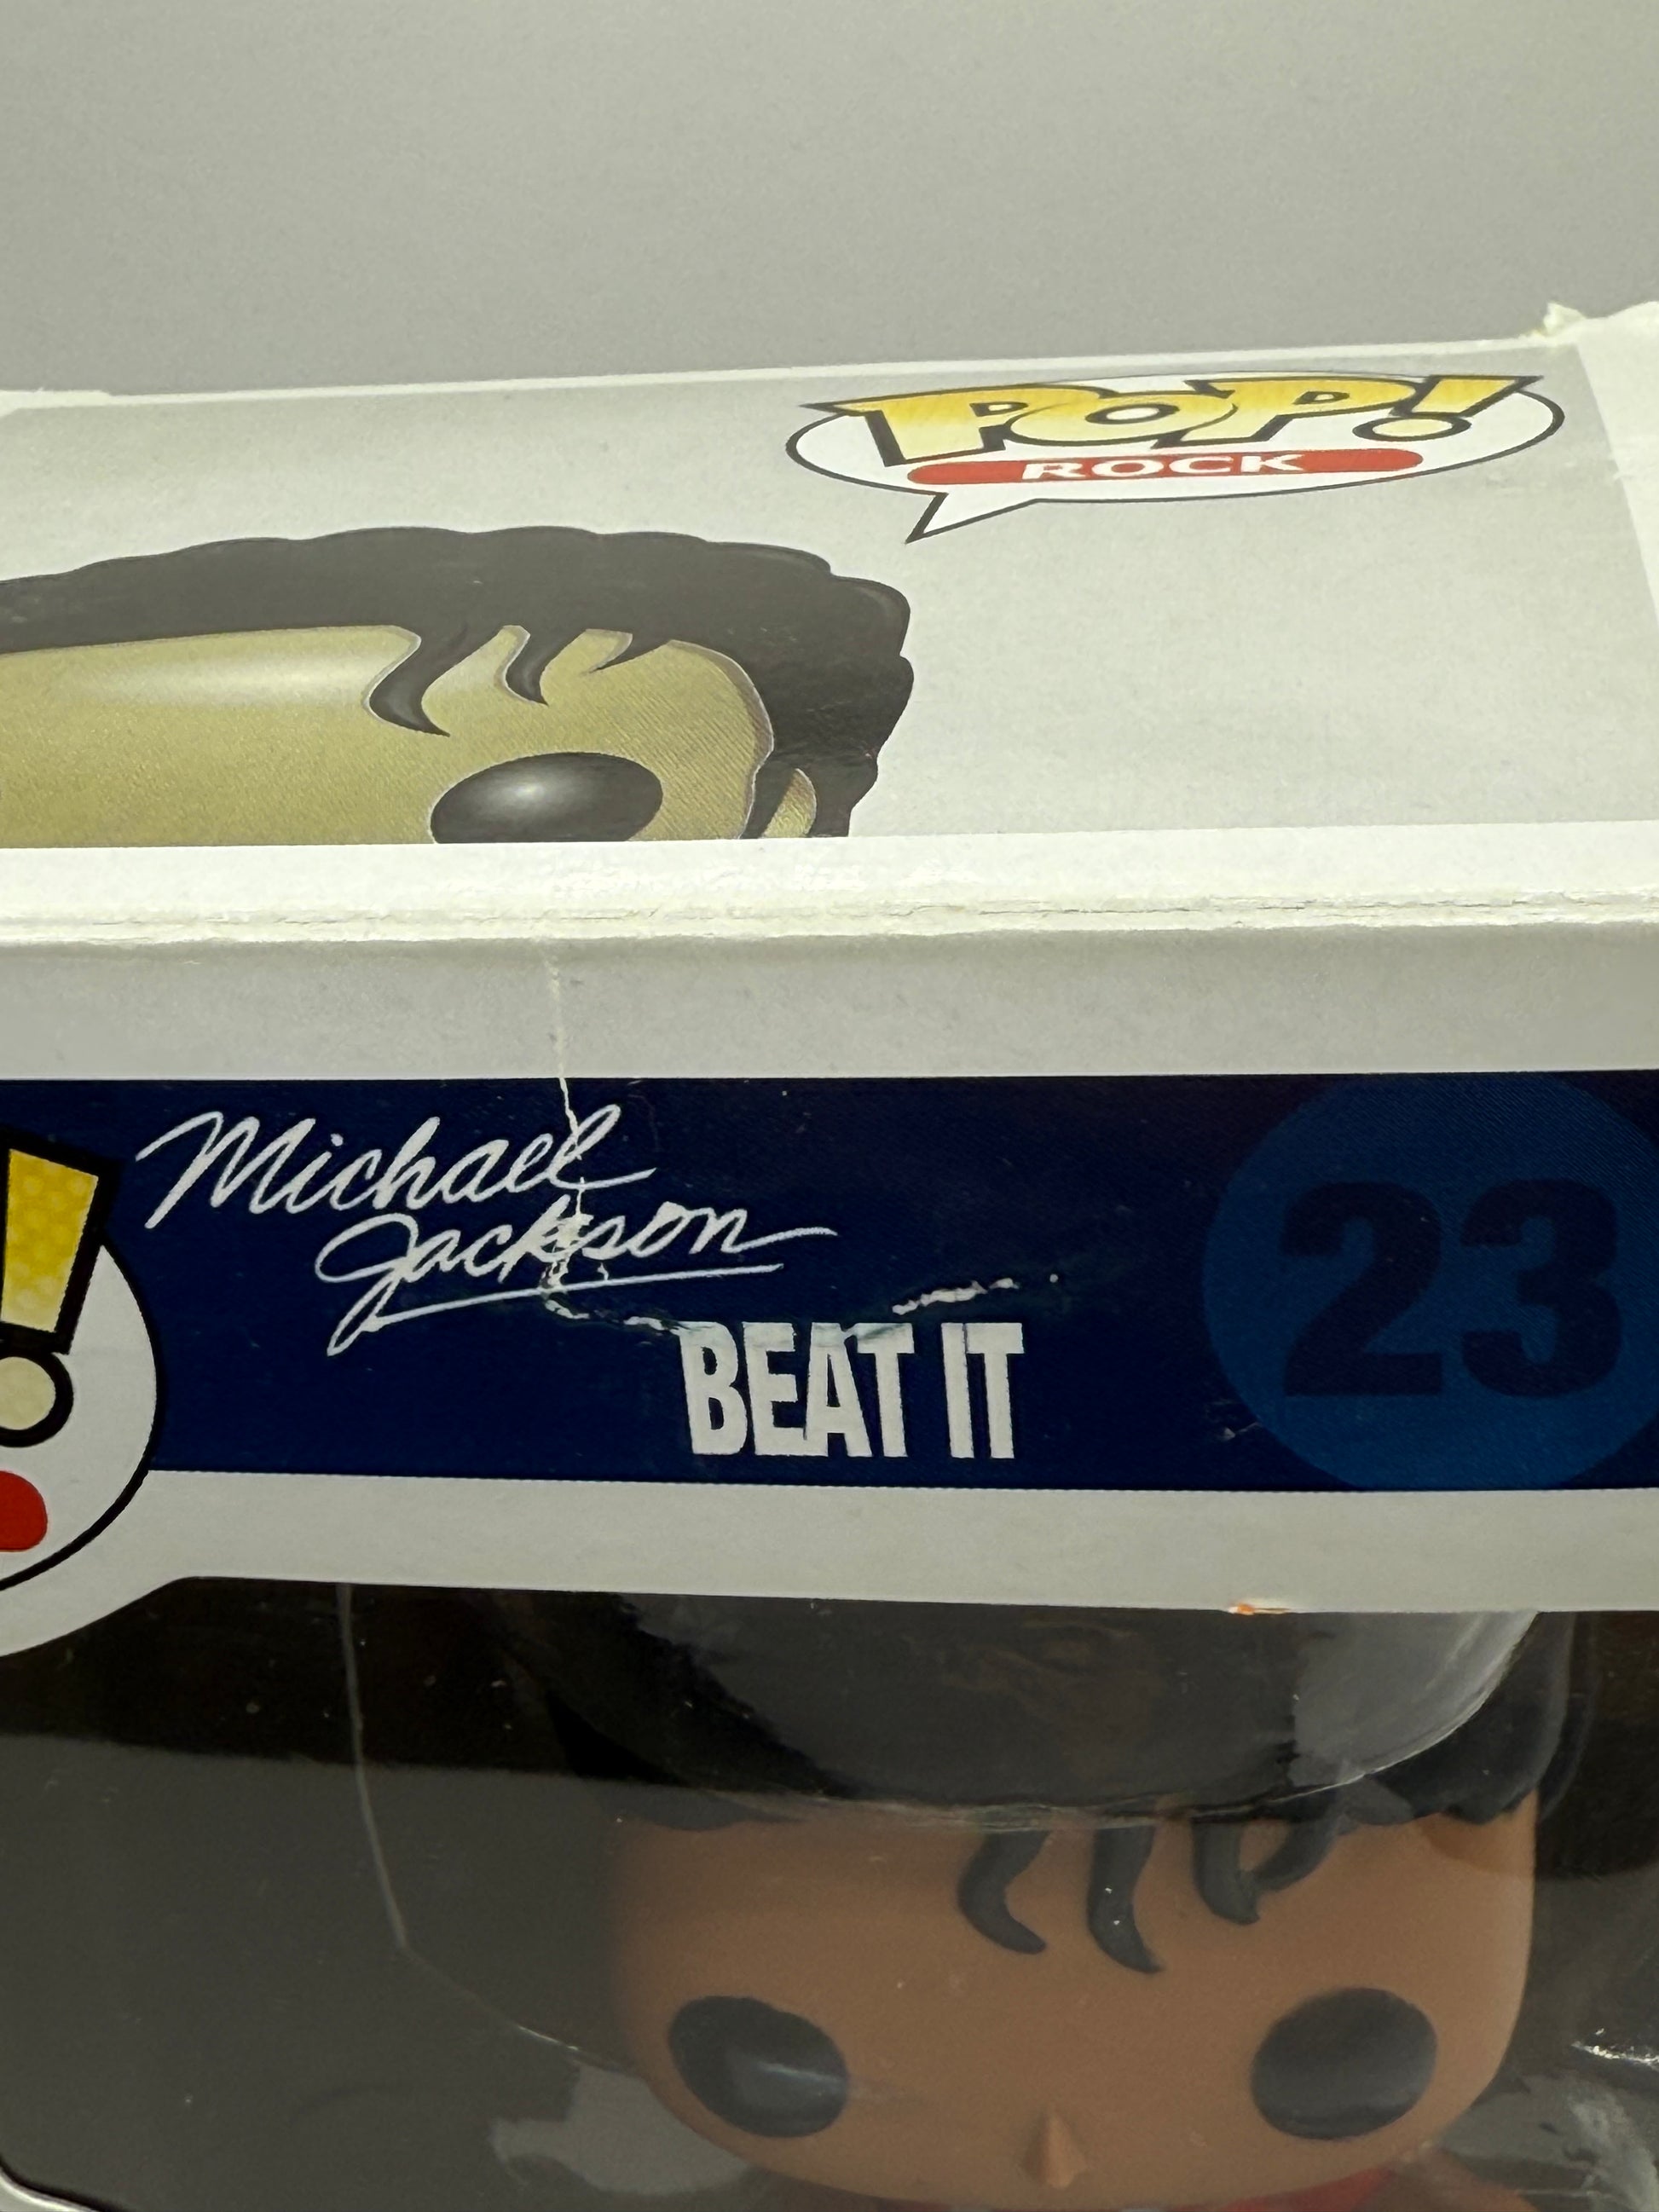 POP!
ROCK
Michael
Jackson
BEAT IT
23
!